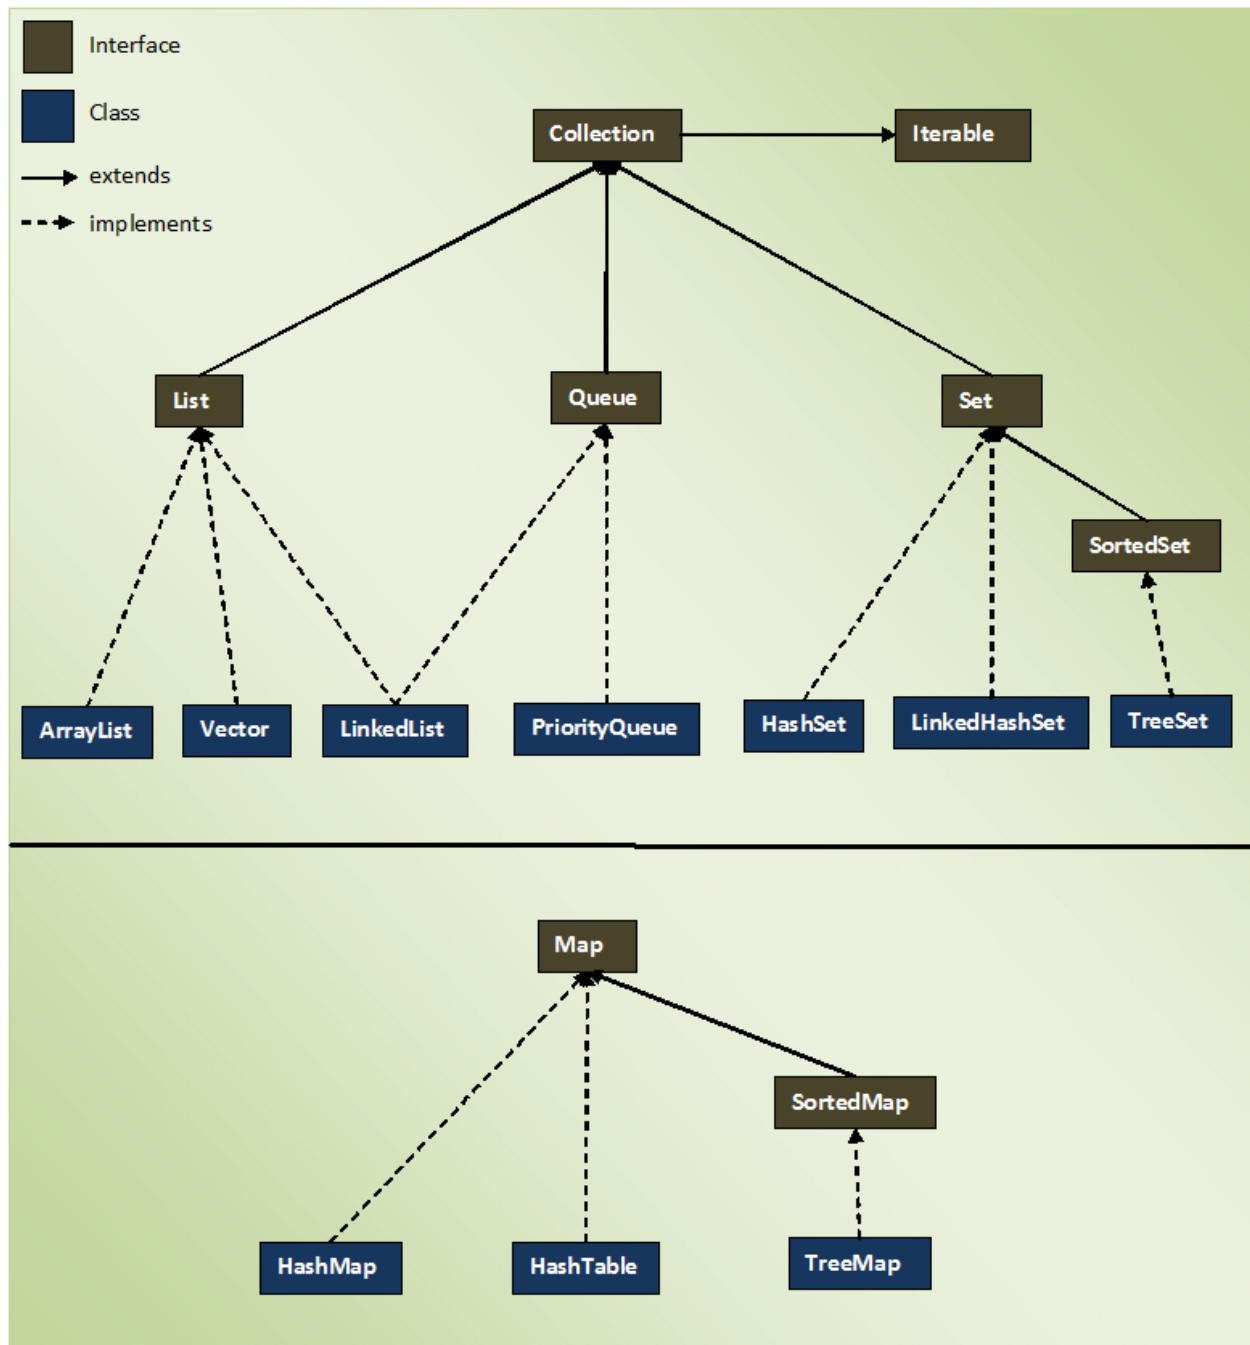 Interface
Class
extends
implements
Collection
Iterable
List
Queue
Set
SortedSet
ArrayList
Vector
LinkedList
PriorityQueue
HashSet
LinkedHashSet
TreeSet
Map
SortedMap
HashMap
HashTable
TreeMap